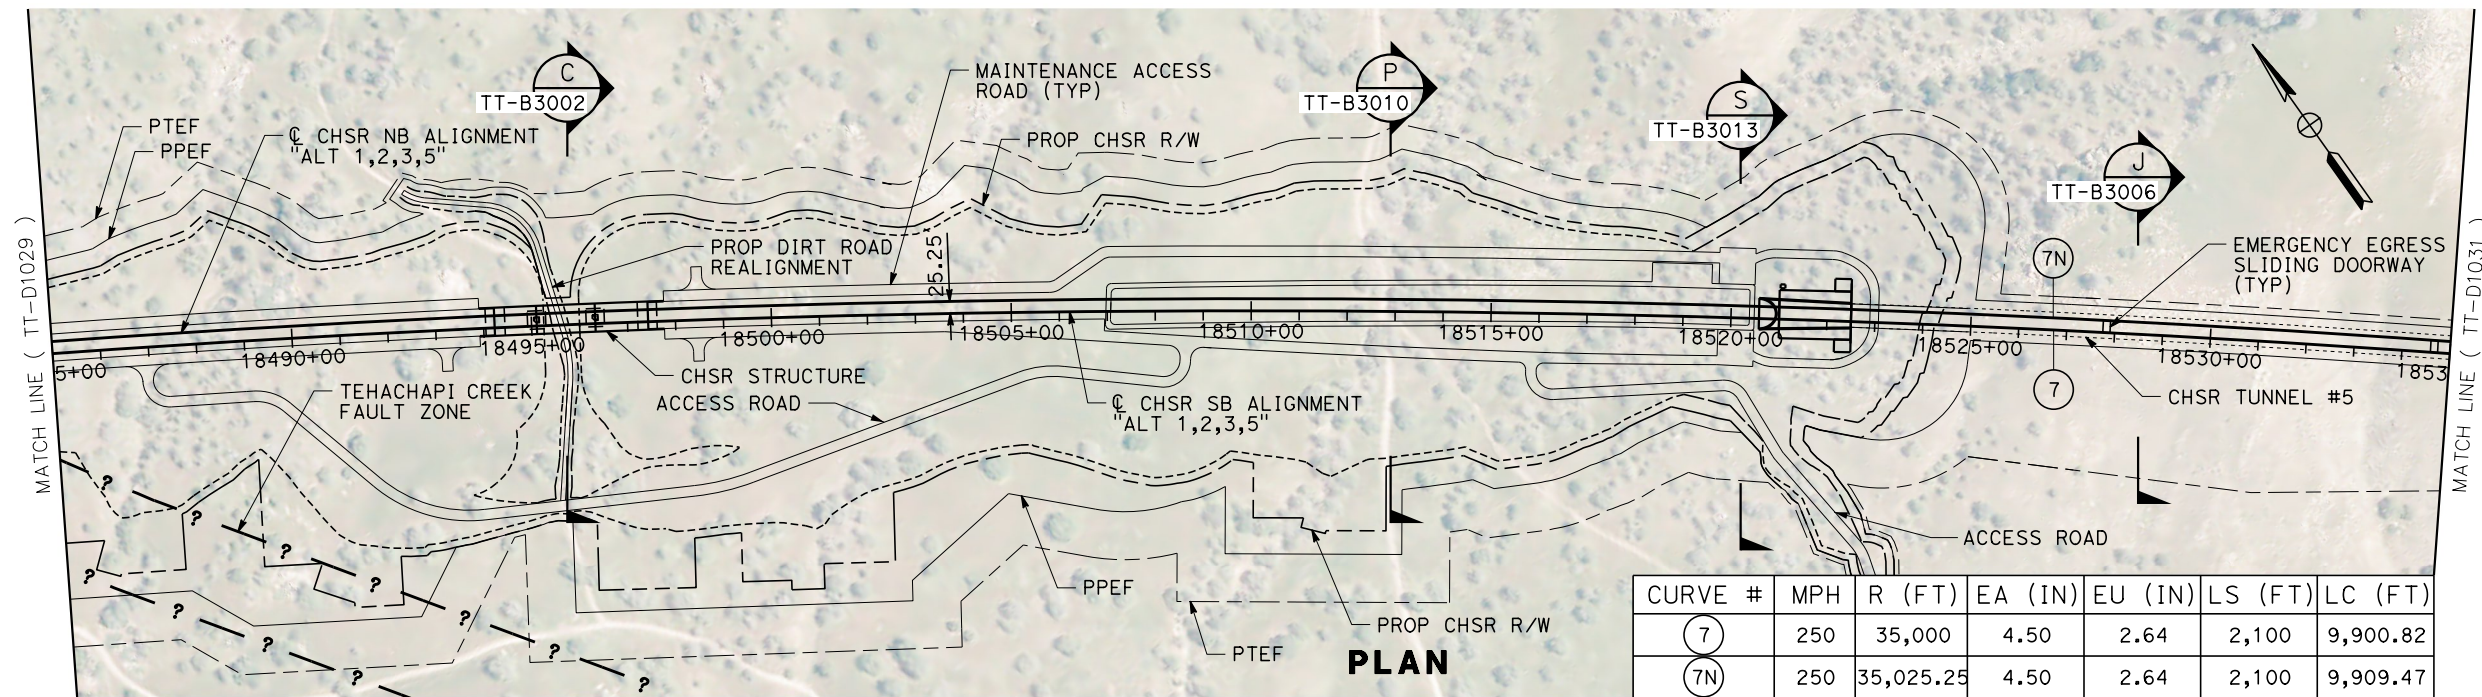 C
TT-B3002
P
TT-B3010
S
TT-B3013
J
TT-B3006
MAINTENANCE ACCESS
ROAD (TYP)
PTEF
PPEF
℄ CHSR NB ALIGNMENT
"ALT 1,2,3,5"
PROP CHSR R/W
PROP DIRT ROAD
REALIGNMENT
25.25'
7N
EMERGENCY EGRESS
SLIDING DOORWAY
(TYP)
MATCH LINE ( TT-D1029 )
MATCH LINE ( TT-D1031 )
5+00
18490+00
18495+00
18500+00
18505+00
18510+00
18515+00
18520+00
18525+00
18530+00
1853
TEHACHAPI CREEK
FAULT ZONE
CHSR STRUCTURE
ACCESS ROAD
℄ CHSR SB ALIGNMENT
"ALT 1,2,3,5"
7
CHSR TUNNEL #5
?
?
?
?
?
?
?
?
?
?
?
ACCESS ROAD
PPEF
PROP CHSR R/W
PTEF
PLAN
CURVE # MPH R (FT) EA (IN) EU (IN) LS (FT) LC (FT)
7 250 35,000 4.50 2.64 2,100 9,900.82
7N 250 35,025.25 4.50 2.64 2,100 9,909.47